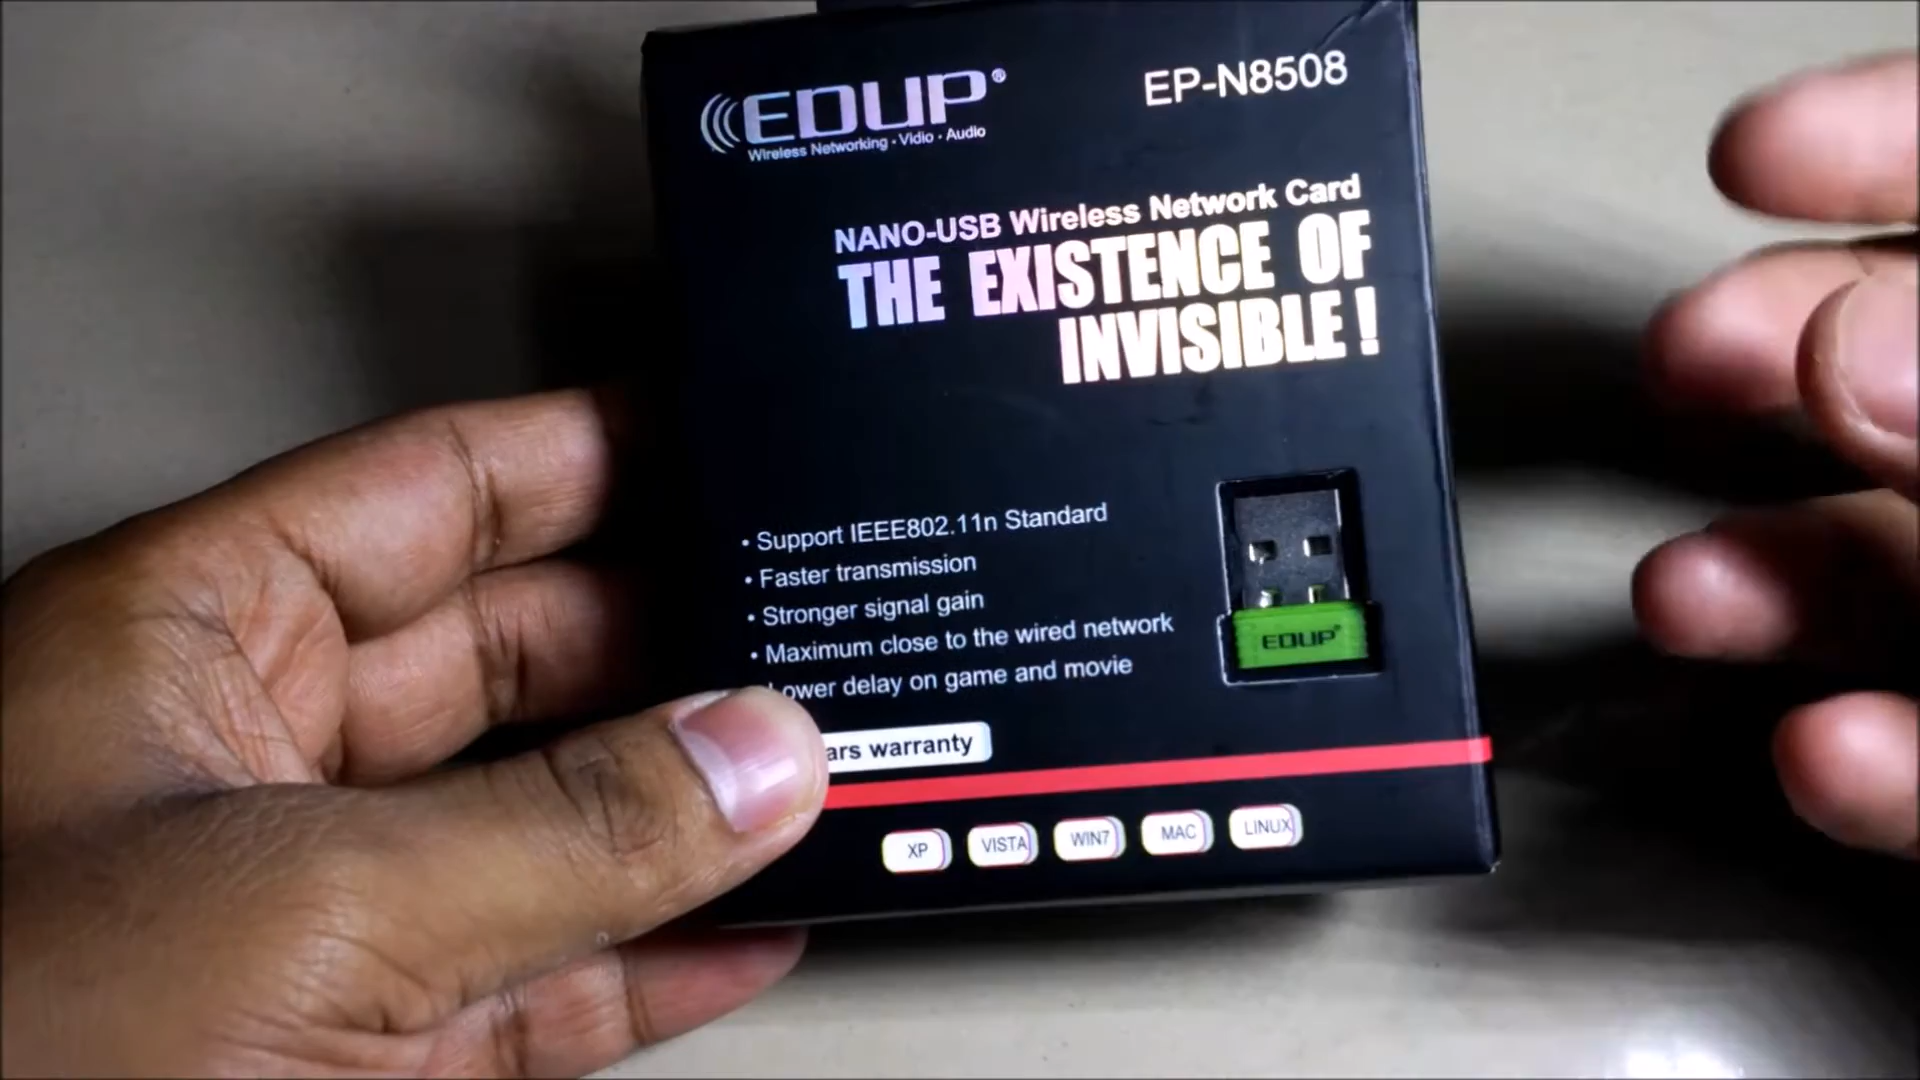 EDUP®
EP-N8508
Wireless Networking · Vidio · Audio
NANO-USB Wireless Network Card
THE EXISTENCE OF
INVISIBLE!
• Support IEEE802.11n Standard
• Faster transmission
• Stronger signal gain
• Maximum close to the wired network
Lower delay on game and movie
EDUP®
warranty
XP VISTA WIN7 MAC LINUX